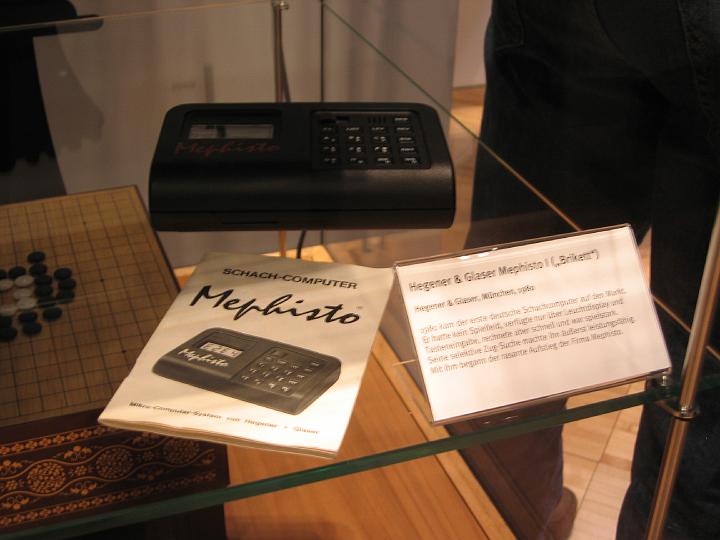 Mephisto
SCHACH-COMPUTER
Mephisto
Mephisto
Mikro-Computer-System von Hegener + Glaser
Hegener & Glaser Mephisto I („Brikett“)
Hegener & Glaser, München, 1980
1980 kam der erste deutsche Schachcomputer auf den Markt.
Er hatte kein Spielfeld, verfügte nur über Leuchtdisplay und
Tasteneingabe, rechnete aber schnell und war spielstark.
Seine selektive Zug-Suche machte ihn äußerst leistungsfähig.
Mit ihm begann der rasante Aufstieg der Firma Mephisto.